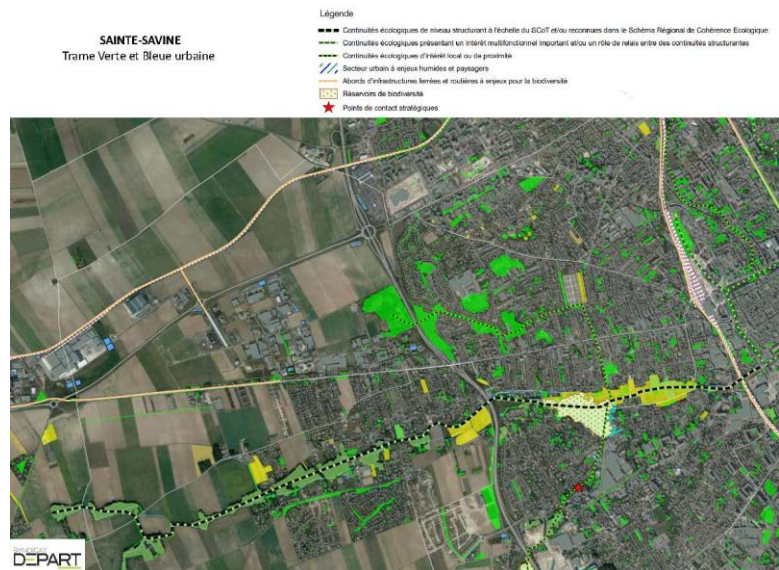 SAINTE-SAVINE
Trame Verte et Bleue urbaine
Légende
Continuités écologiques de niveau structurant à l'échelle du SCoT et/ou reconnues dans le Schéma Régional de Cohérence Ecologique
Continuités écologiques présentant un intérêt multifonctionnel important et/ou un rôle de relais entre des continuités structurantes
Continuités écologiques d'intérêt local ou de proximité
Secteur urbain à enjeux humides et paysagers
Abords d'infrastructures ferrées et routières à enjeux pour la biodiversité
Réservoirs de biodiversité
Points de contact stratégiques
SYNDICAT
DEPART